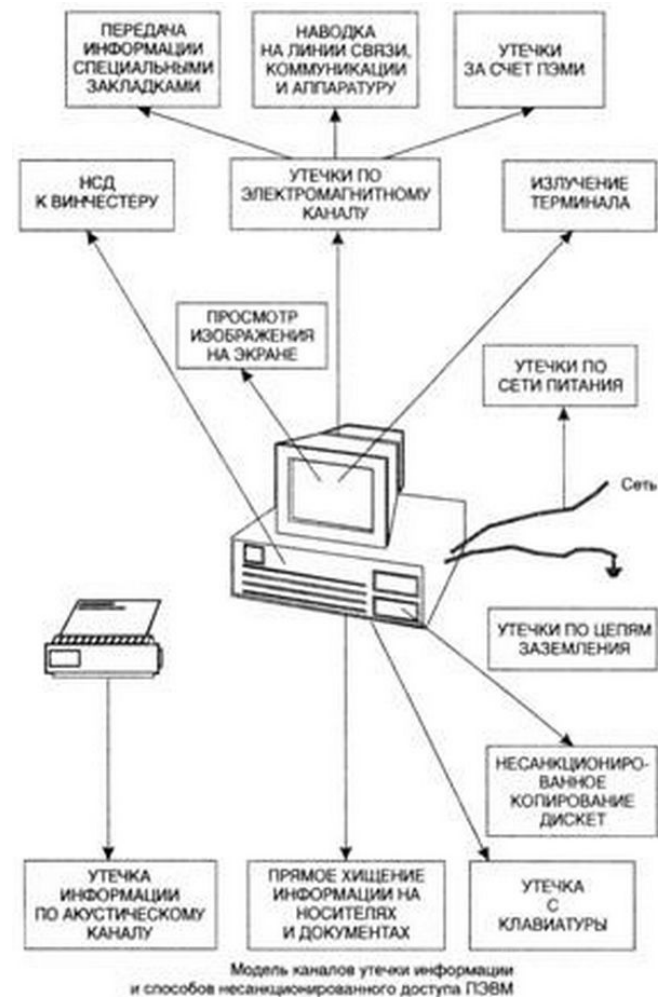 ПЕРЕДАЧА
ИНФОРМАЦИИ
СПЕЦИАЛЬНЫМИ
ЗАКЛАДКАМИ
НАВОДКА
НА ЛИНИИ СВЯЗИ,
КОММУНИКАЦИИ
И АППАРАТУРУ
УТЕЧКИ
ЗА СЧЕТ ПЭМИ
НСД
К ВИНЧЕСТЕРУ
УТЕЧКИ ПО
ЭЛЕКТРОМАГНИТНОМУ
КАНАЛУ
ИЗЛУЧЕНИЕ
ТЕРМИНАЛА
ПРОСМОТР
ИЗОБРАЖЕНИЯ
НА ЭКРАНЕ
УТЕЧКИ ПО
СЕТИ ПИТАНИЯ
Сеть
УТЕЧКИ ПО ЦЕПЯМ
ЗАЗЕМЛЕНИЯ
НЕСАНКЦИОНИРО-
ВАННОЕ
КОПИРОВАНИЕ
ДИСКЕТ
УТЕЧКА
ИНФОРМАЦИИ
ПО АКУСТИЧЕСКОМУ
КАНАЛУ
ПРЯМОЕ ХИЩЕНИЕ
ИНФОРМАЦИИ НА
НОСИТЕЛЯХ
И ДОКУМЕНТАХ
УТЕЧКА
С
КЛАВИАТУРЫ
Модель каналов утечки информации
и способов несанкционированного доступа ПЭВМ